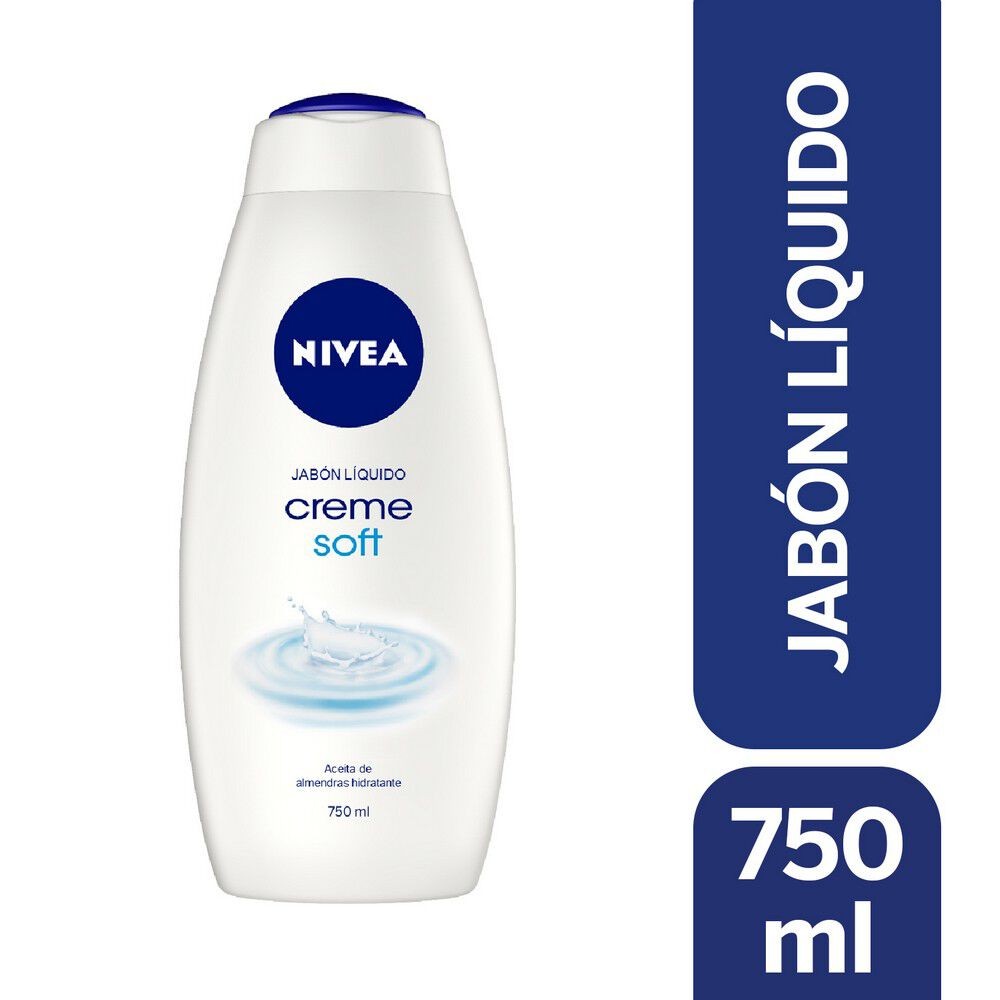 NIVEA
JABÓN LÍQUIDO
creme
soft
Aceita de
almendras hidratante
750 ml
JABÓN LÍQUIDO
750
ml